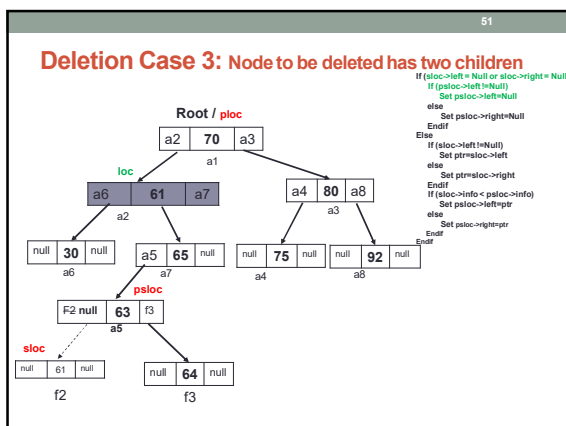 51
Deletion Case 3: Node to be deleted has two children
If (sloc->left = Null or sloc->right = Null
If (psloc->left !=Null)
Set psloc->left=Null
else
Set psloc->right=Null
Endif
Else
If (sloc->left !=Null)
Set ptr=sloc->left
else
Set ptr=sloc->right
Endif
If (sloc->info < psloc->info)
Set psloc->left=ptr
else
Set psloc->right=ptr
Endif
Endif
Root / ploc
a2 70 a3
a1
loc
a6 61 a7
a2
a4 80 a8
a3
null 30 null
a6
a5 65 null
a7
null 75 null
a4
null 92 null
a8
psloc
F2 null 63 f3
a5
sloc
null 61 null
f2
null 64 null
f3